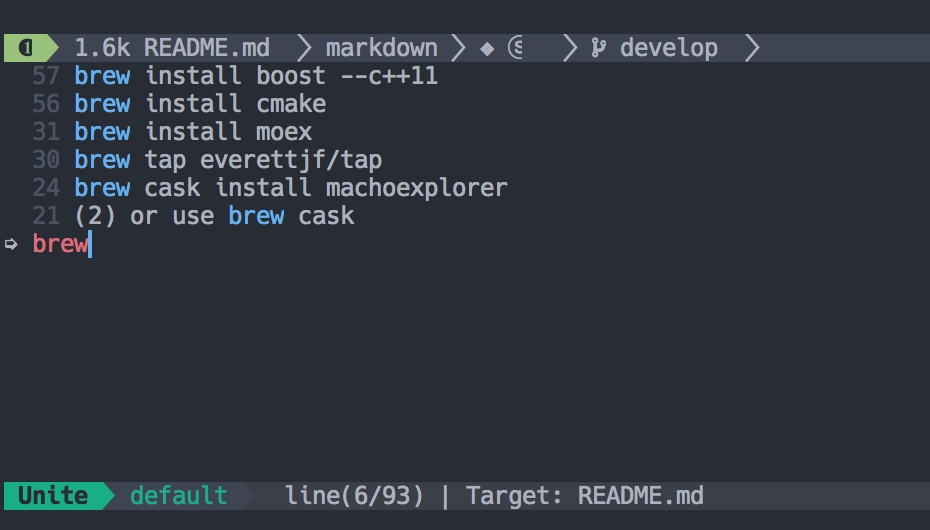 ❶ 1.6k README.md markdown ◆ Ⓢ develop
57 brew install boost --c++11
56 brew install cmake
31 brew install moex
30 brew tap everettjf/tap
24 brew cask install machoexplorer
21 (2) or use brew cask
➩ brew
Unite default line(6/93) | Target: README.md